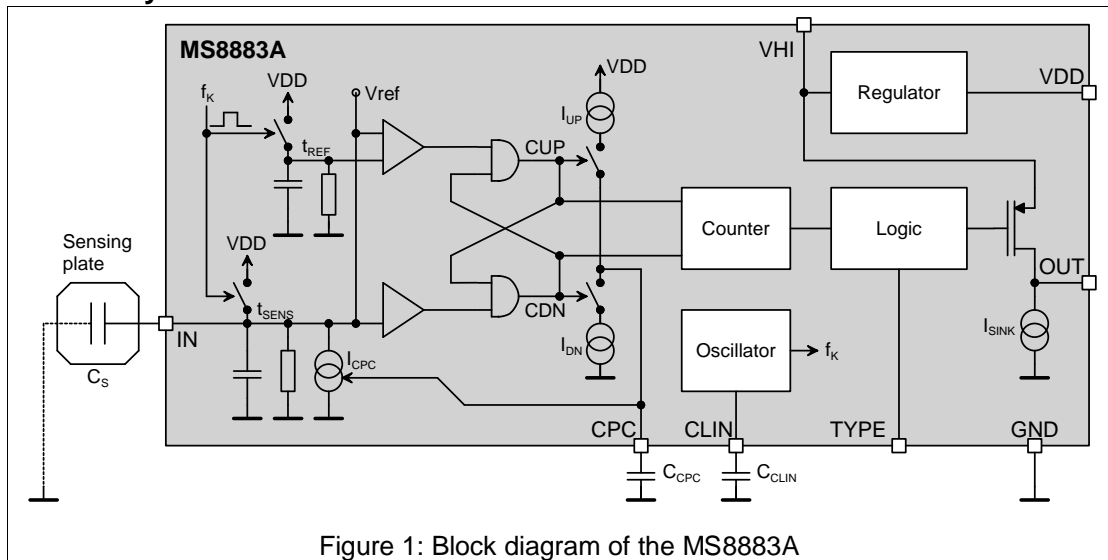 MS8883A
VHI
VDD
fK
VDD
Vref
VDD
IUP
Regulator
tREF
CUP
Counter
Logic
Sensing
plate
VDD
CDN
OUT
tSENS
IN
ICPC
IDN
Oscillator
fK
ISINK
CS
CPC
CLIN
TYPE
GND
CCPC
CCLIN
Figure 1: Block diagram of the MS8883A